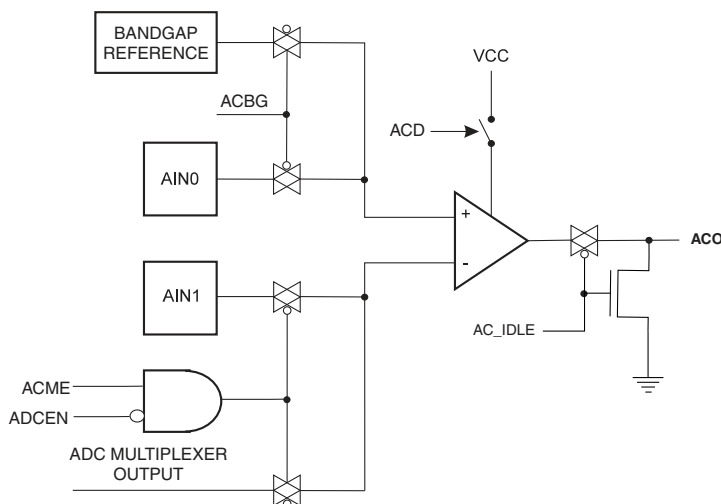 BANDGAP
REFERENCE
VCC
ACBG
ACD
AIN0
+
-
ACO
AIN1
AC_IDLE
ACME
ADCEN
ADC MULTIPLEXER
OUTPUT